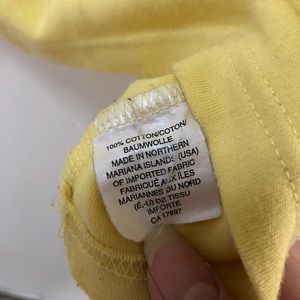 100% COTTON/COTON/
BAUMWOLLE
MADE IN NORTHERN
MARIANA ISLANDS (USA)
OF IMPORTED FABRIC
FABRIQUÉ AUX ÎLES
MARIANNES DU NORD
(É.-U) DE TISSU
IMPORTÉ
CA 17897